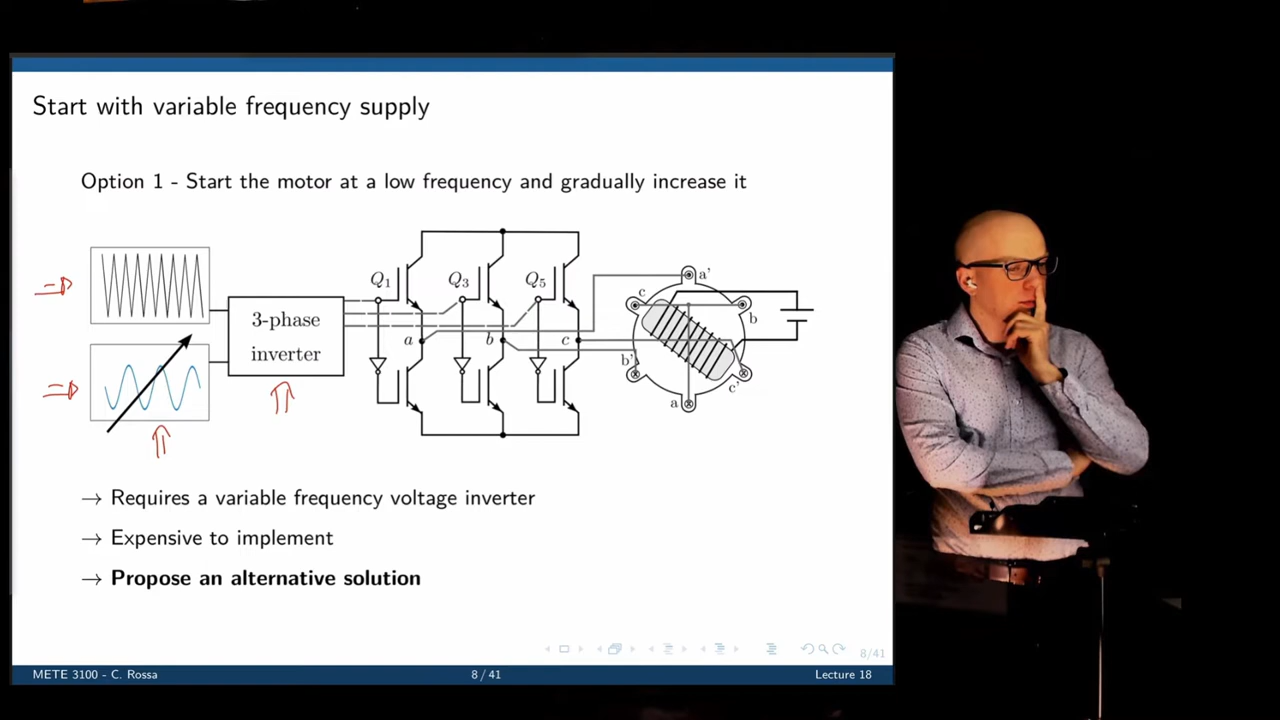 Start with variable frequency supply
Option 1 - Start the motor at a low frequency and gradually increase it
3-phase
inverter
Q1
Q3
Q5
a
b
c
a'
c
b
b'
c'
a
→ Requires a variable frequency voltage inverter
→ Expensive to implement
→ Propose an alternative solution
8/41
METE 3100 - C. Rossa
8 / 41
Lecture 18